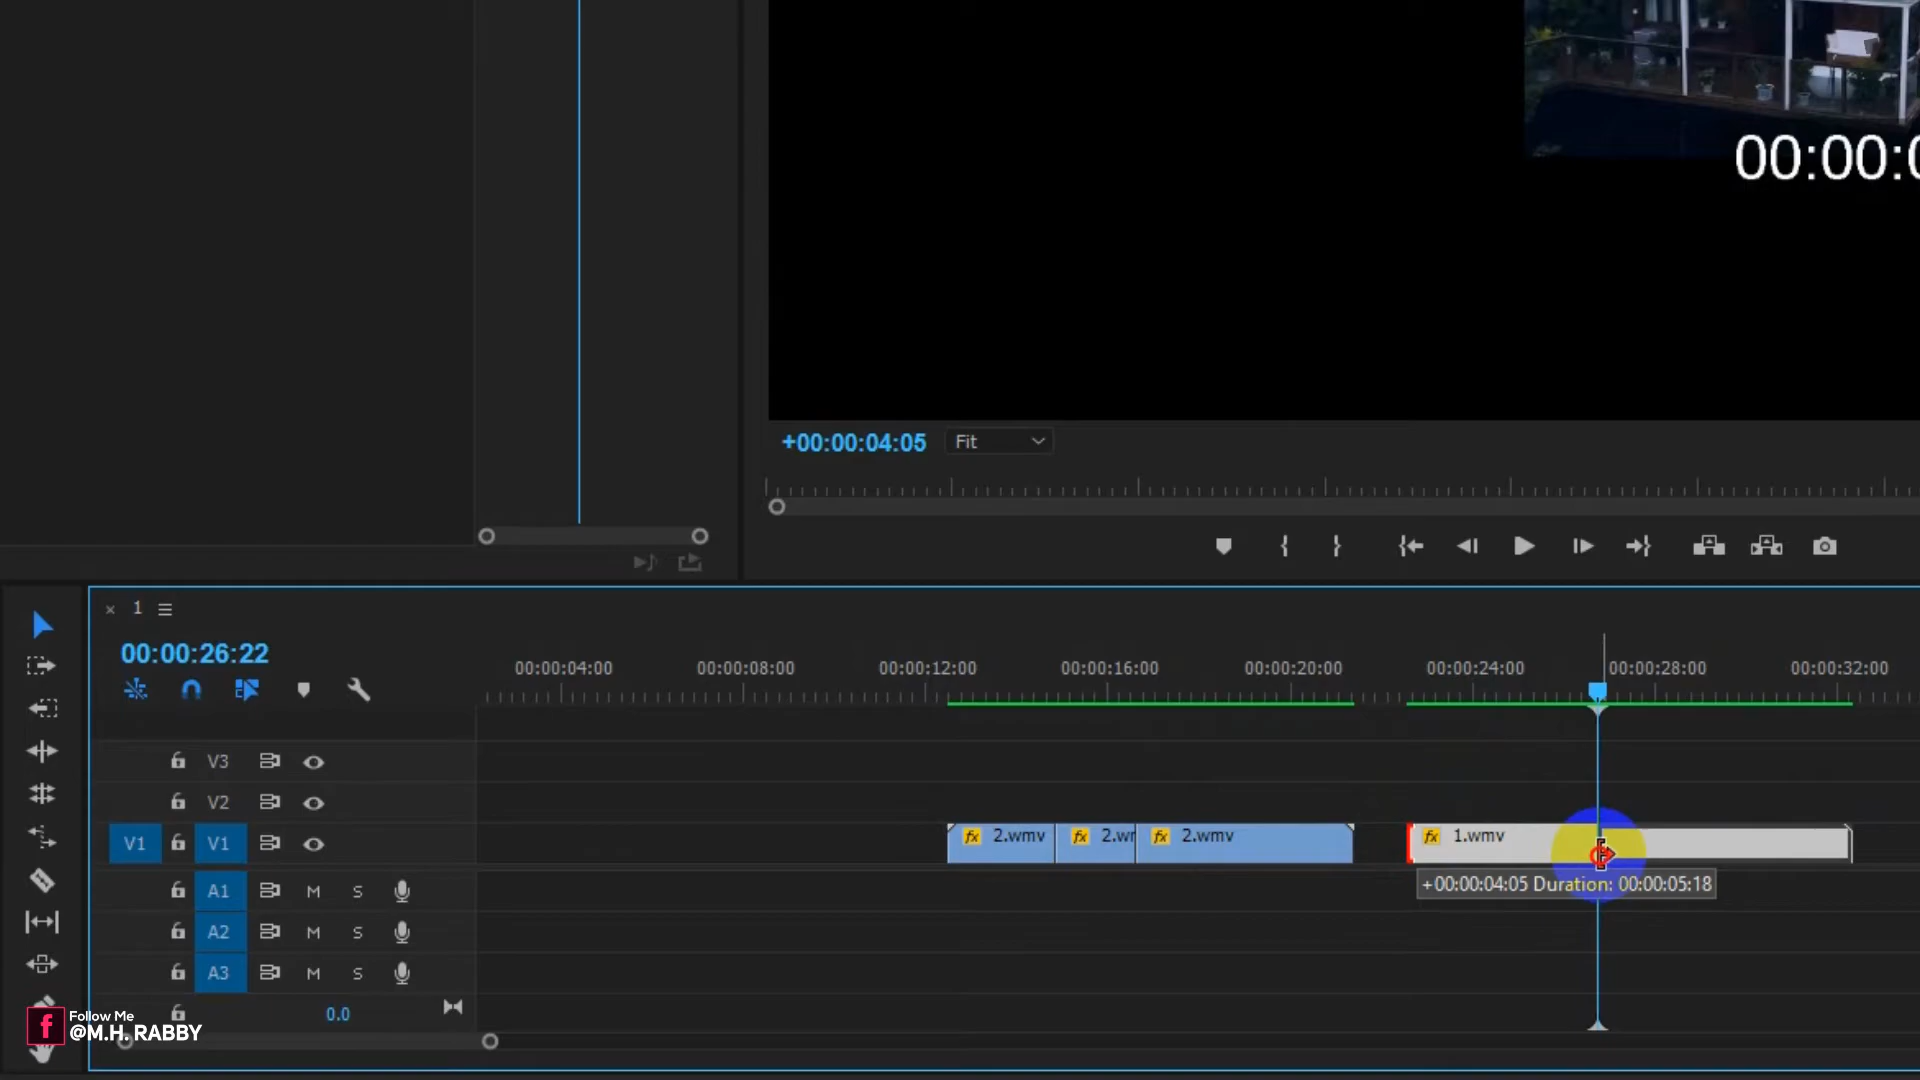 00:00:0
+00:00:04:05 Fit
× 1
00:00:26:22
00:00:04:00 00:00:08:00 00:00:12:00 00:00:16:00 00:00:20:00 00:00:24:00 00:00:28:00 00:00:32:00
V3
V2
V1 V1 fx 2.wmv fx 2.wm fx 2.wmv fx 1.wmv
A1 M S +00:00:04:05 Duration: 00:00:05:18
A2 M S
A3 M S
0.0
Follow Me
@M.H. RABBY